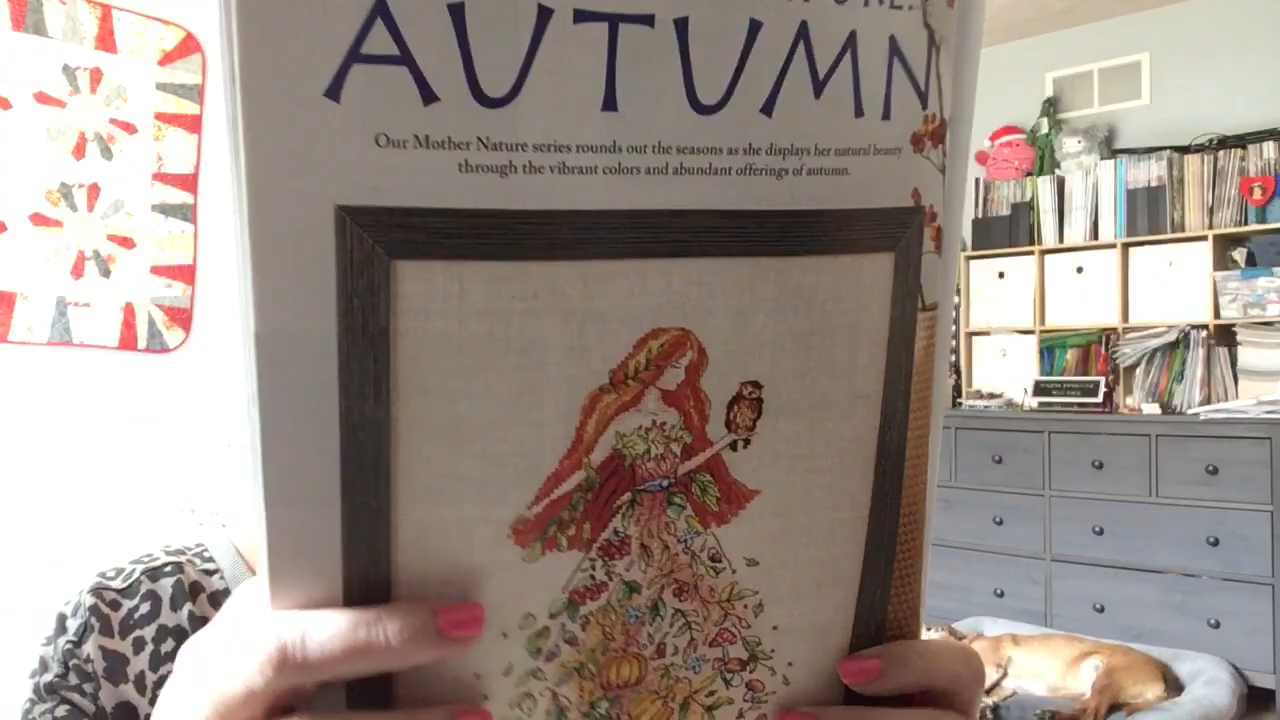 AUTUMN
Our Mother Nature series rounds out the seasons as she displays her natural beauty
through the vibrant colors and abundant offerings of autumn.